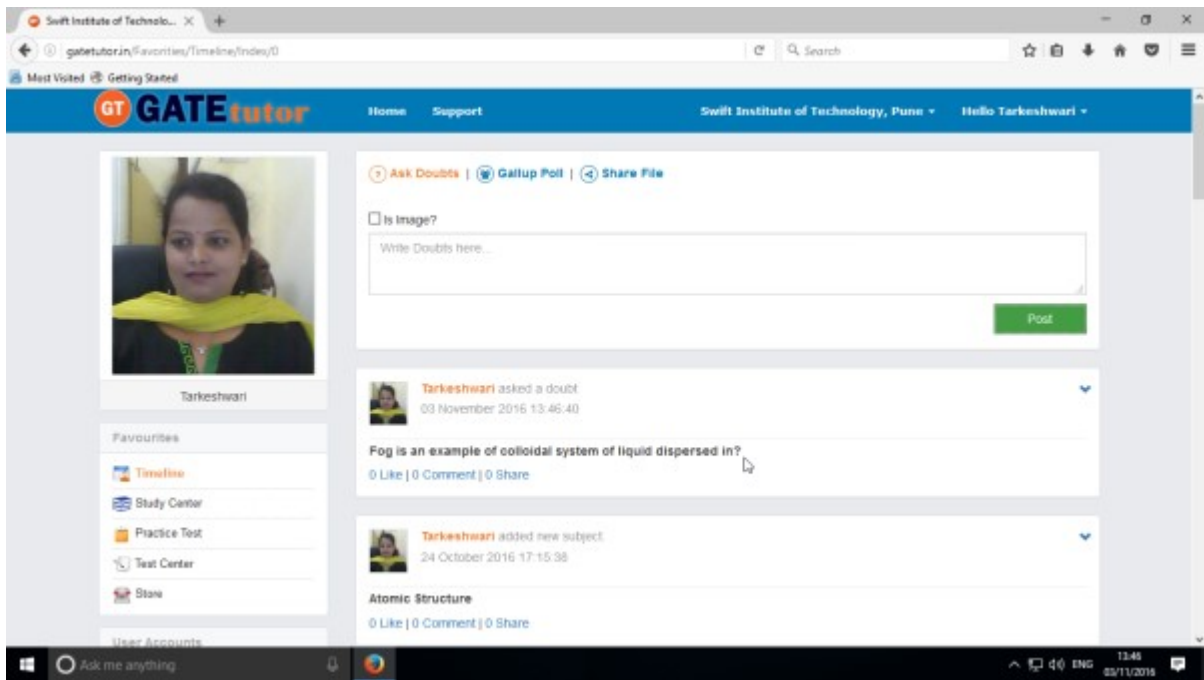 Swift Institute of Technolo...
gatetutor.in/Favorities/Timeline/Index/0
Search
Most Visited Getting Started
GT GATEtutor Home Support Swift Institute of Technology, Pune Hello Tarkeshwari
? Ask Doubts | Gallup Poll | Share File
Is Image?
Write Doubts here...
Post
Tarkeshwari
Favourites
Timeline
Study Center
Practice Test
Test Center
Store
User Accounts
Tarkeshwari asked a doubt
03 November 2016 13:46:40
Fog is an example of colloidal system of liquid dispersed in?
0 Like | 0 Comment | 0 Share
Tarkeshwari added new subject
24 October 2016 17:15:38
Atomic Structure
0 Like | 0 Comment | 0 Share
Ask me anything
ENG
13:46
03/11/2016